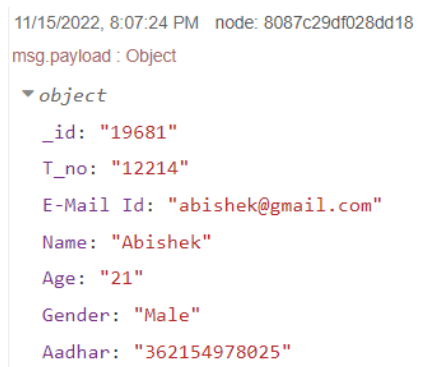 11/15/2022, 8:07:24 PM node: 8087c29df028dd18
msg.payload : Object
object
_id: "19681"
T_no: "12214"
E-Mail Id: "abishek@gmail.com"
Name: "Abishek"
Age: "21"
Gender: "Male"
Aadhar: "362154978025"